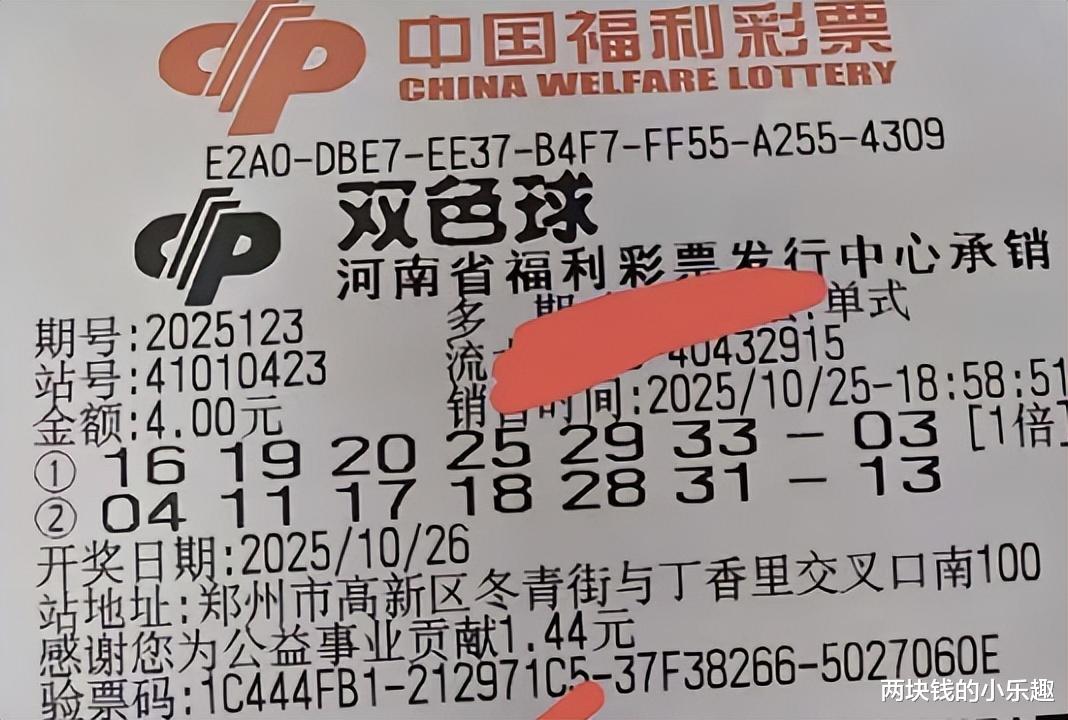 中国福利彩票
CHINA WELFARE LOTTERY
E2A0-DBE7-EE37-B4F7-FF55-A255-4309
双色球
河南省福利彩票发行中心承销
期号:2025123 多期 单式
站号:41010423 流 40432915
金额:4.00元 销售时间:2025/10/25-18:58:51
① 16 19 20 25 29 33 - 03 [1倍]
② 04 11 17 18 28 31 - 13
开奖日期:2025/10/26
站地址:郑州市高新区冬青街与丁香里交叉口南100
感谢您为公益事业贡献1.44元
验票码:1C444FB1-212971C5-37F38266-5027060E
两块钱的小乐趣